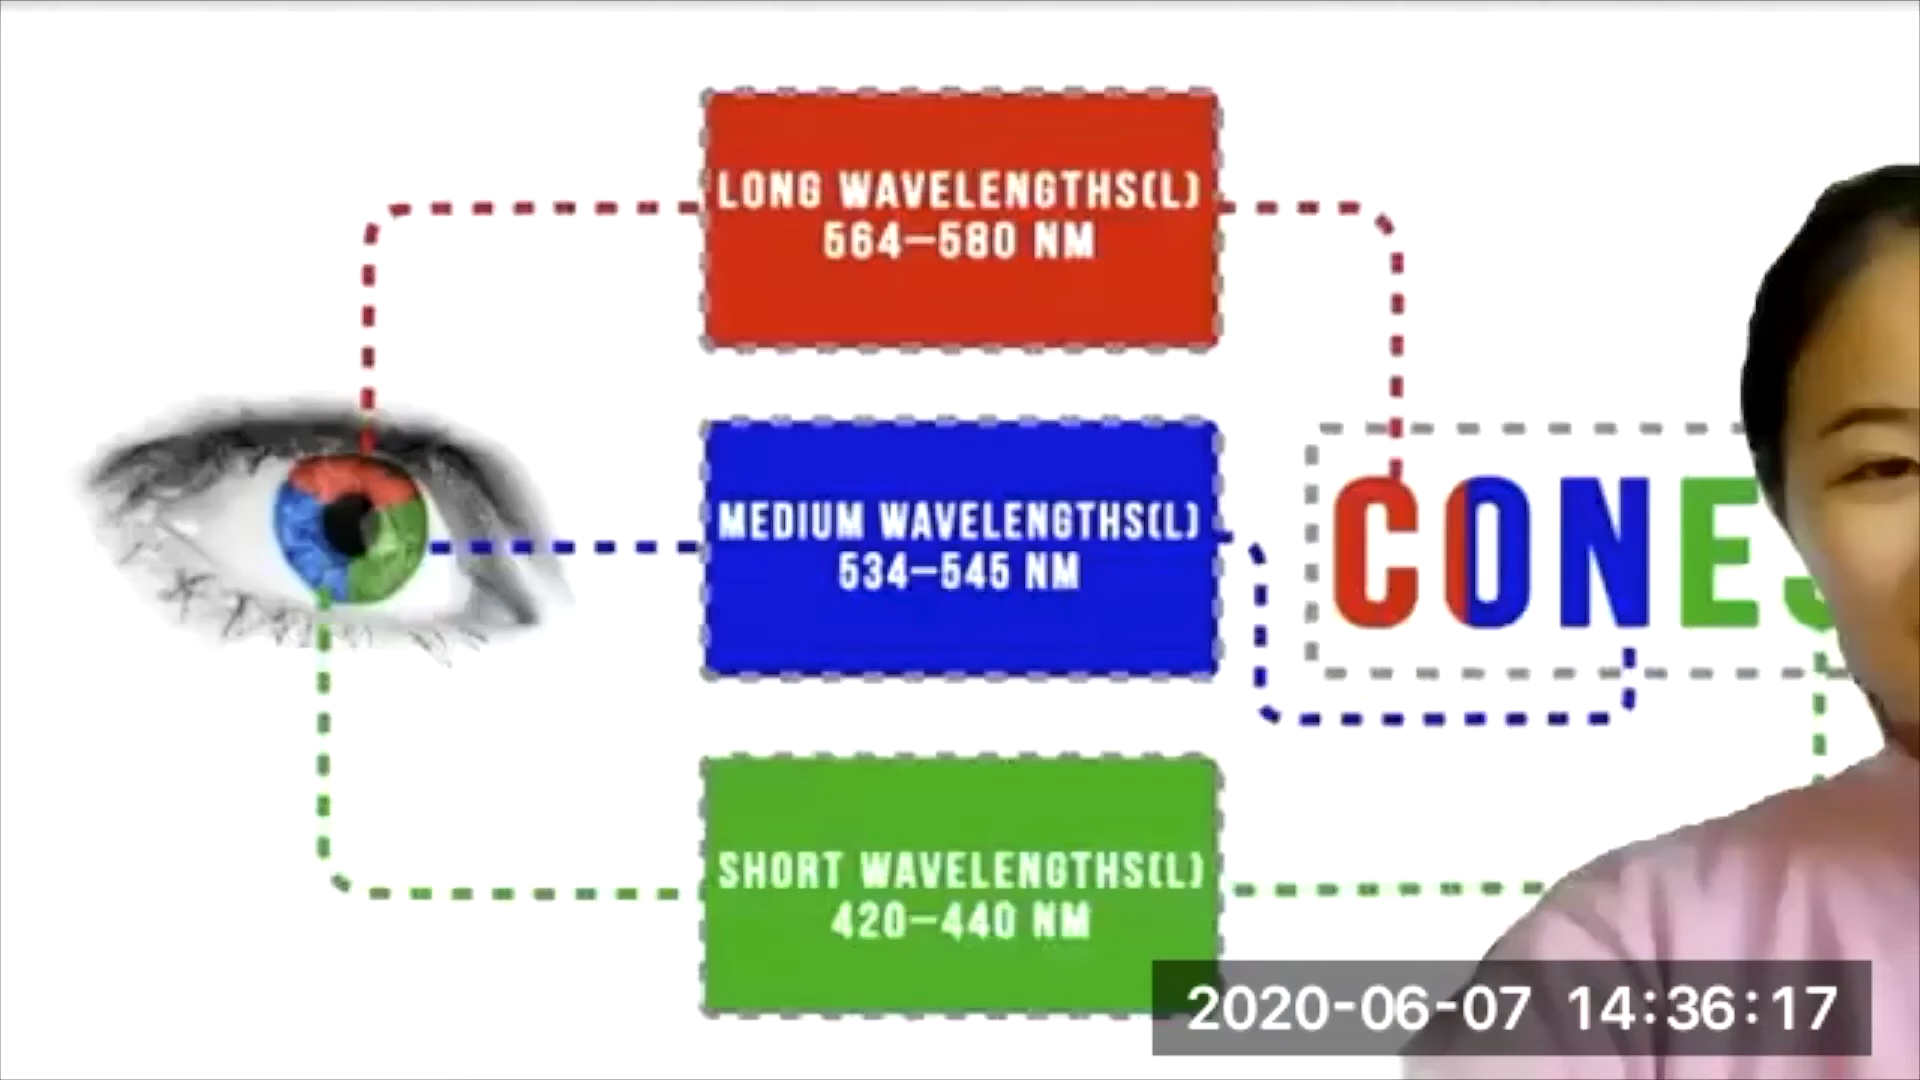 LONG WAVELENGTHS(L)
564–580 NM
MEDIUM WAVELENGTHS(L)
534–545 NM
CONES
SHORT WAVELENGTHS(L)
420–440 NM
2020-06-07 14:36:17